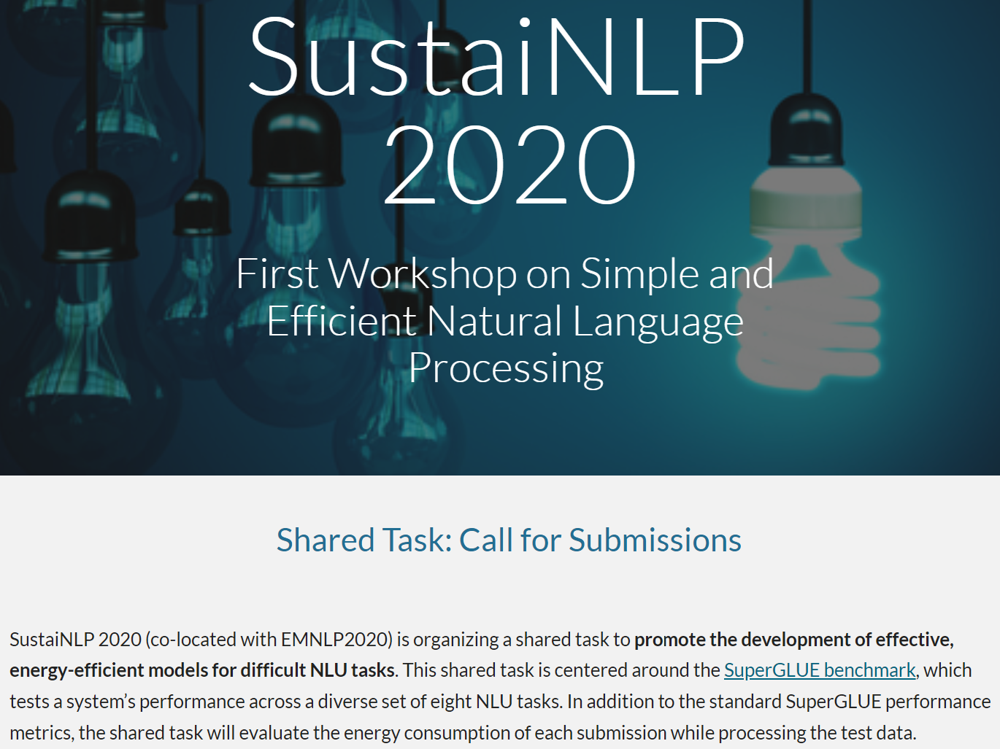 SustaiNLP
2020
First Workshop on Simple and
Efficient Natural Language
Processing
Shared Task: Call for Submissions
SustaiNLP 2020 (co-located with EMNLP2020) is organizing a shared task to promote the development of effective,
energy-efficient models for difficult NLU tasks. This shared task is centered around the SuperGLUE benchmark, which
tests a system’s performance across a diverse set of eight NLU tasks. In addition to the standard SuperGLUE performance
metrics, the shared task will evaluate the energy consumption of each submission while processing the test data.